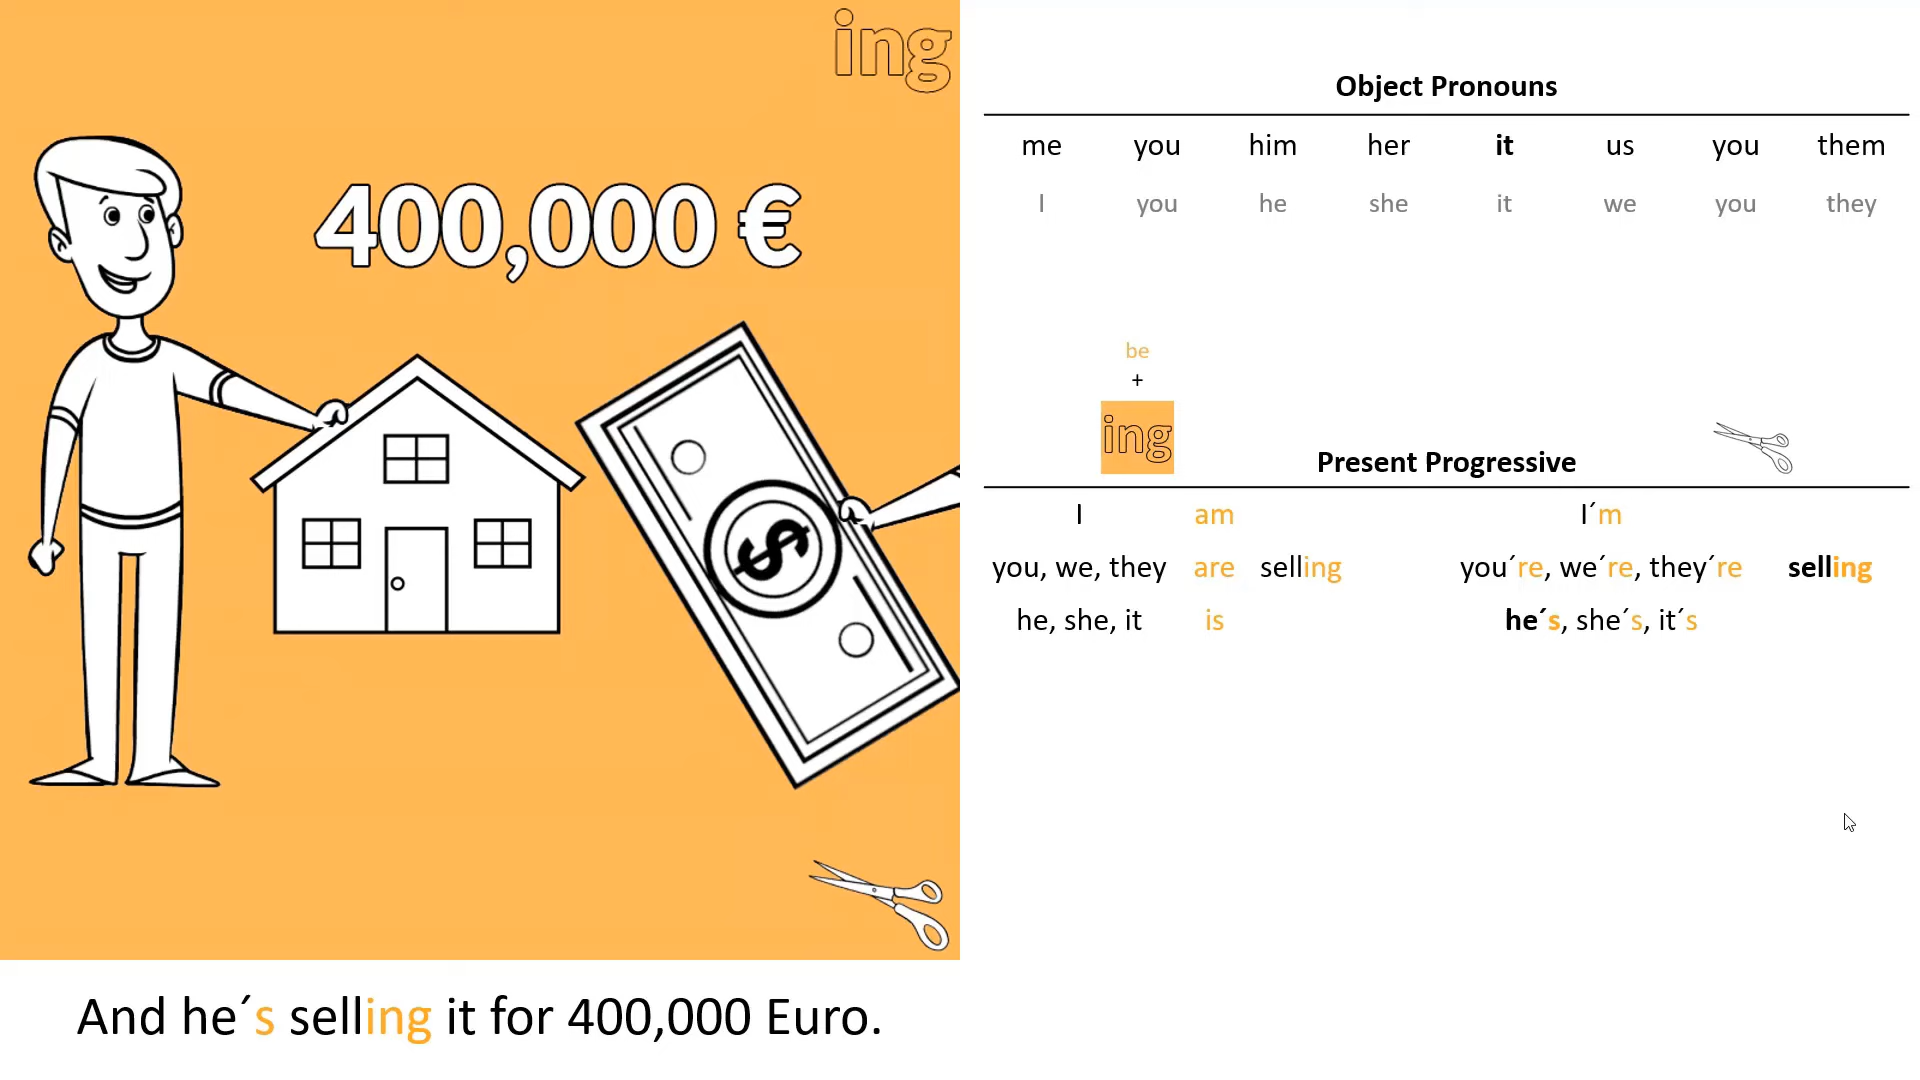 ing
400,000 €
$
And he´s selling it for 400,000 Euro.
Object Pronouns
me you him her it us you them
I you he she it we you they
be
+
ing
Present Progressive
I am I´m
you, we, they are selling you´re, we´re, they´re selling
he, she, it is he´s, she´s, it´s